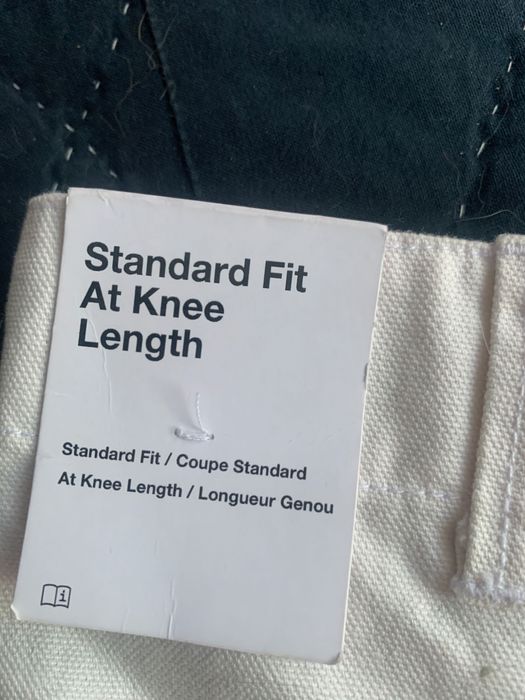 Standard Fit
At Knee
Length
Standard Fit / Coupe Standard
At Knee Length / Longueur Genou
i